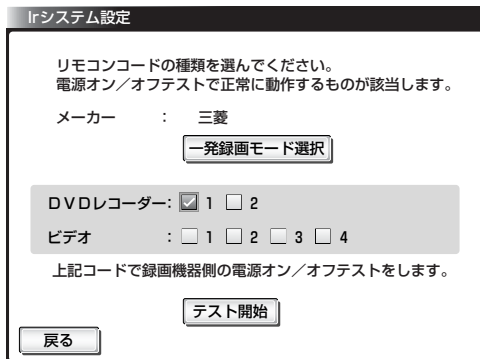 Irシステム設定
リモコンコードの種類を選んでください。
電源オン／オフテストで正常に動作するものが該当します。
メーカー : 三菱
一発録画モード選択
DVDレコーダー: 1 2
ビデオ : 1 2 3 4
上記コードで録画機器側の電源オン／オフテストをします。
テスト開始
戻る